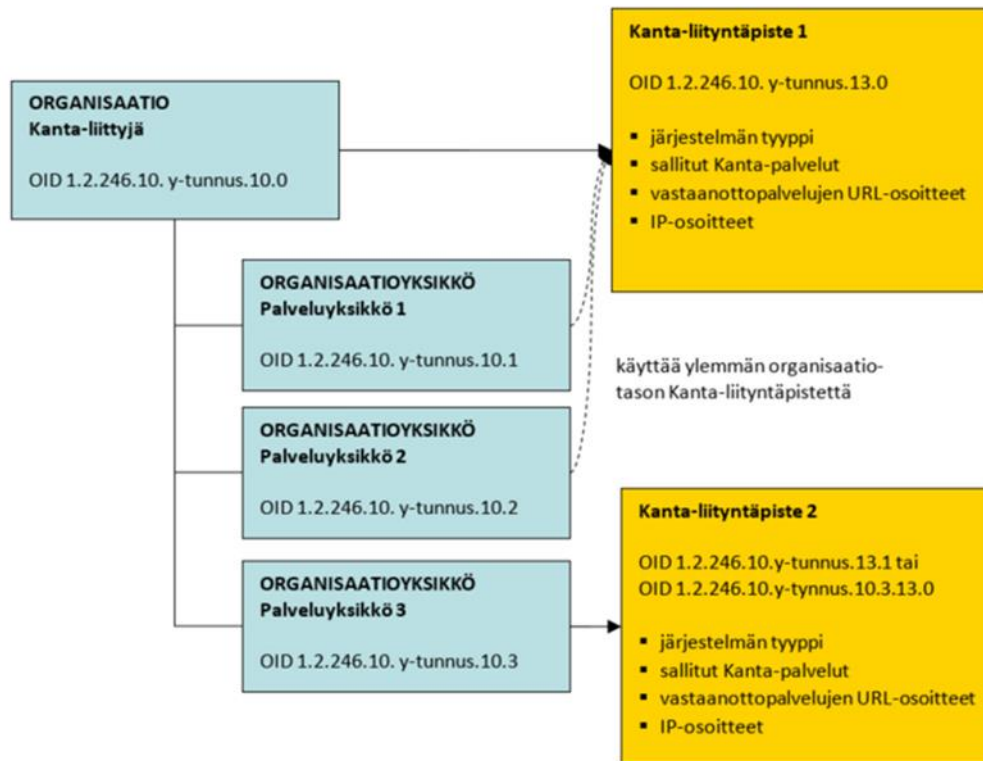 ORGANISAATIO
Kanta-liittyjä
OID 1.2.246.10. y-tunnus.10.0
Kanta-liityntäpiste 1
OID 1.2.246.10. y-tunnus.13.0
▪ järjestelmän tyyppi
▪ sallitut Kanta-palvelut
▪ vastaanottopalvelujen URL-osoitteet
▪ IP-osoitteet
ORGANISAATIOYKSIKKÖ
Palveluyksikkö 1
OID 1.2.246.10. y-tunnus.10.1
käyttää ylemmän organisaatio-
tason Kanta-liityntäpistettä
ORGANISAATIOYKSIKKÖ
Palveluyksikkö 2
OID 1.2.246.10. y-tunnus.10.2
ORGANISAATIOYKSIKKÖ
Palveluyksikkö 3
OID 1.2.246.10. y-tunnus.10.3
Kanta-liityntäpiste 2
OID 1.2.246.10.y-tunnus.13.1 tai
OID 1.2.246.10.y-tynnus.10.3.13.0
▪ järjestelmän tyyppi
▪ sallitut Kanta-palvelut
▪ vastaanottopalvelujen URL-osoitteet
▪ IP-osoitteet